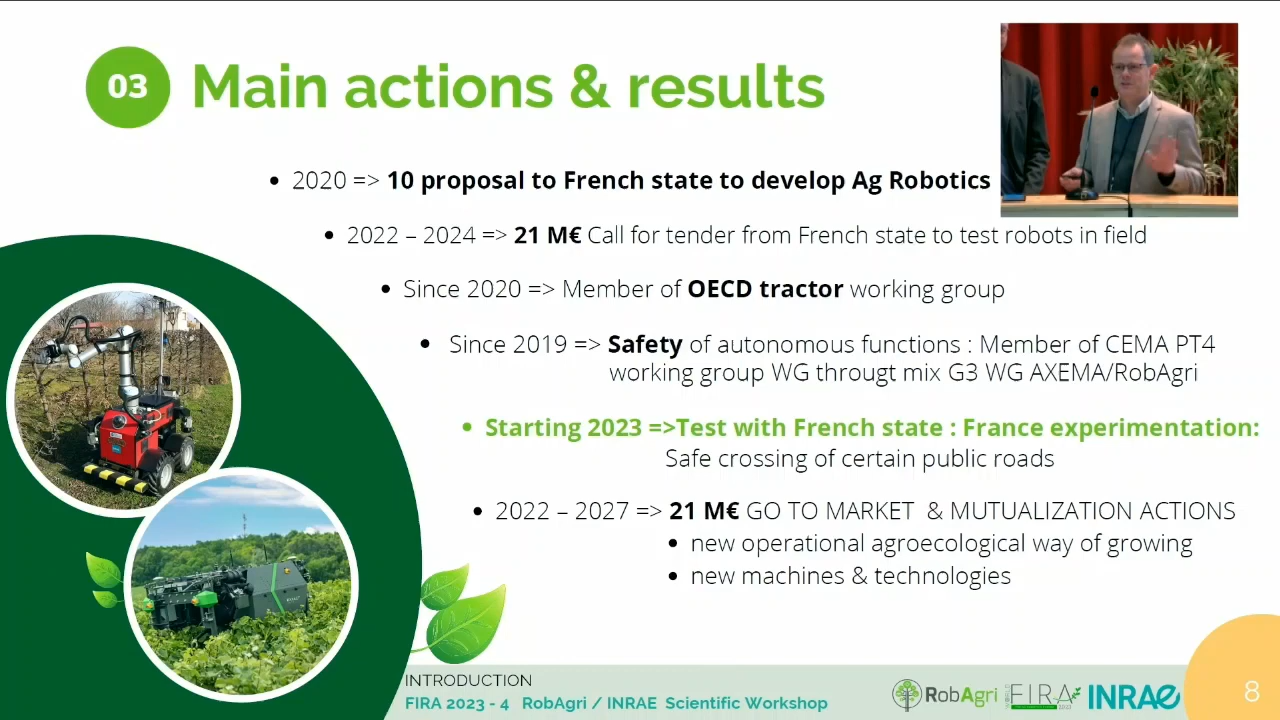 03 Main actions & results
• 2020 => 10 proposal to French state to develop Ag Robotics
• 2022 – 2024 => 21 M€ Call for tender from French state to test robots in field
• Since 2020 => Member of OECD tractor working group
• Since 2019 => Safety of autonomous functions : Member of CEMA PT4
working group WG througt mix G3 WG AXEMA/RobAgri
• Starting 2023 =>Test with French state : France experimentation:
Safe crossing of certain public roads
• 2022 – 2027 => 21 M€ GO TO MARKET & MUTUALIZATION ACTIONS
• new operational agroecological way of growing
• new machines & technologies
INTRODUCTION
FIRA 2023 - 4 RobAgri / INRAE Scientific Workshop
RobAgri FIRA INRAE
8